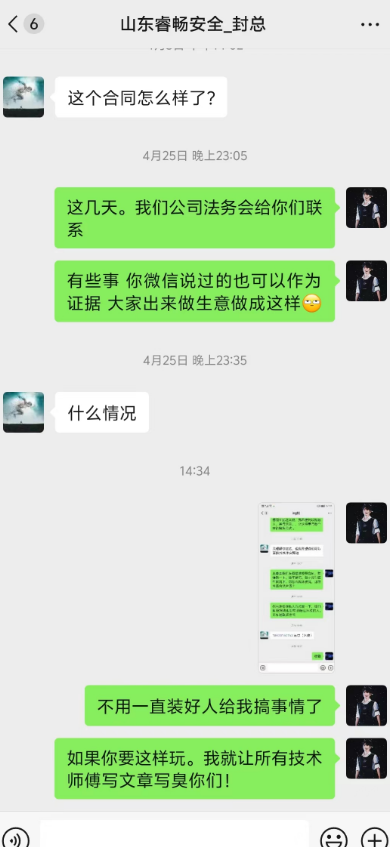 6
山东睿畅安全_封总
这个合同怎么样了?
4月25日 晚上23:05
这几天。我们公司法务会给你们联
系
有些事 你微信说过的也可以作为
证据 大家出来做生意做成这样🙄
4月25日 晚上23:35
什么情况
14:34
不用一直装好人给我搞事情了
如果你要这样玩。我就让所有技术
师傅写文章写臭你们!